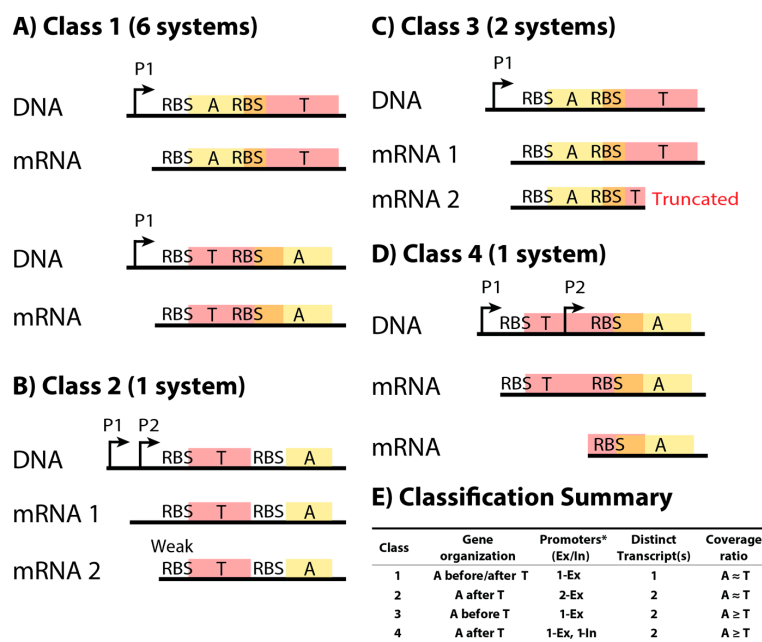 A) Class 1 (6 systems)
P1
DNA RBS A RBS T
mRNA RBS A RBS T
P1
DNA RBS T RBS A
mRNA RBS T RBS A
B) Class 2 (1 system)
P1 P2
DNA RBS T RBS A
mRNA 1 RBS T RBS A
Weak
mRNA 2 RBS T RBS A
C) Class 3 (2 systems)
P1
DNA RBS A RBS T
mRNA 1 RBS A RBS T
mRNA 2 RBS A RBS T Truncated
D) Class 4 (1 system)
P1 P2
DNA RBS T RBS A
mRNA RBS T RBS A
mRNA RBS A
E) Classification Summary
Class Gene organization Promoters* (Ex/In) Distinct Transcript(s) Coverage ratio
1 A before/after T 1-Ex 1 A ≈ T
2 A after T 2-Ex 2 A ≈ T
3 A before T 1-Ex 2 A ≥ T
4 A after T 1-Ex, 1-In 2 A ≥ T